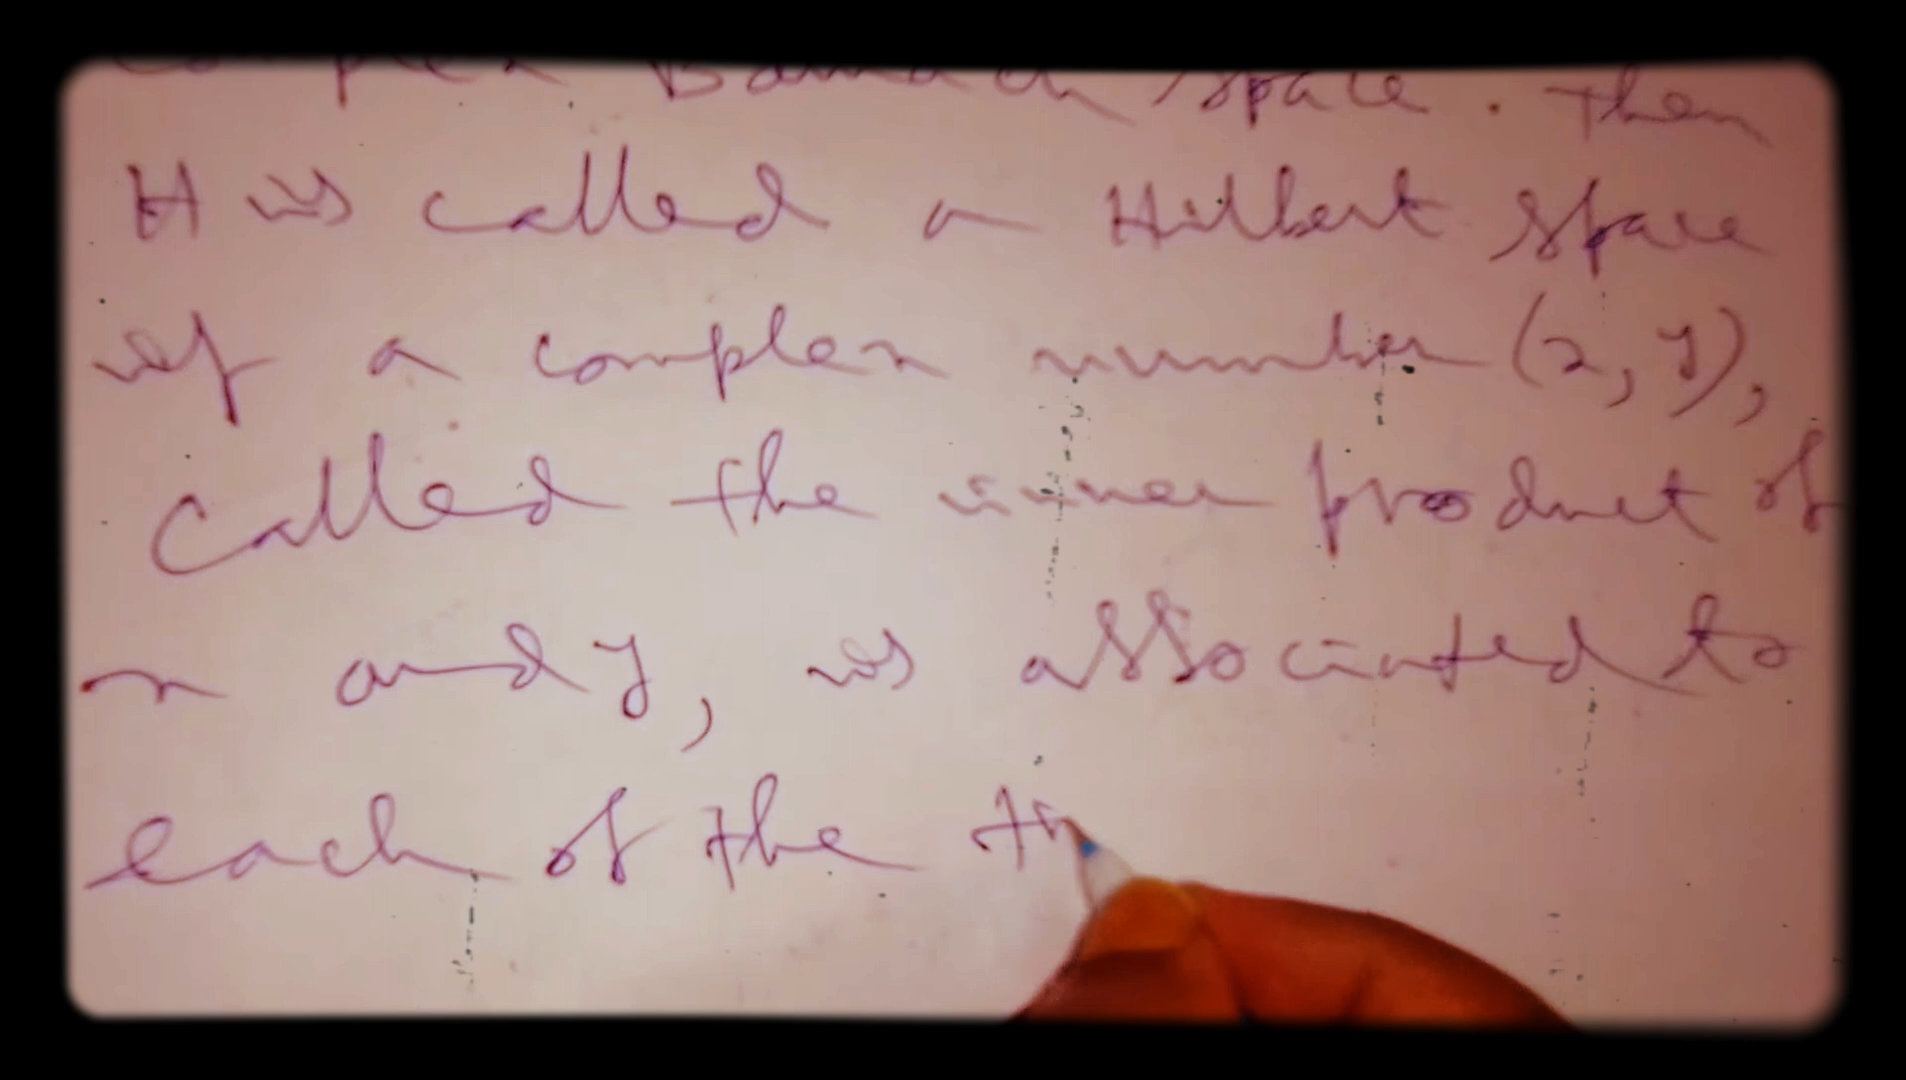 complex Banach space. Then
H is called a Hilbert space
if a complex number (x, y),
called the inner product of
x and y, is associated to
each of the